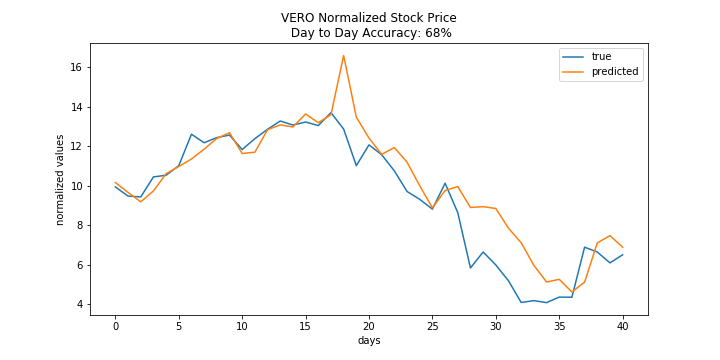 VERO Normalized Stock Price
Day to Day Accuracy: 68%
true
predicted
normalized values
16
14
12
10
8
6
4
0 5 10 15 20 25 30 35 40
days